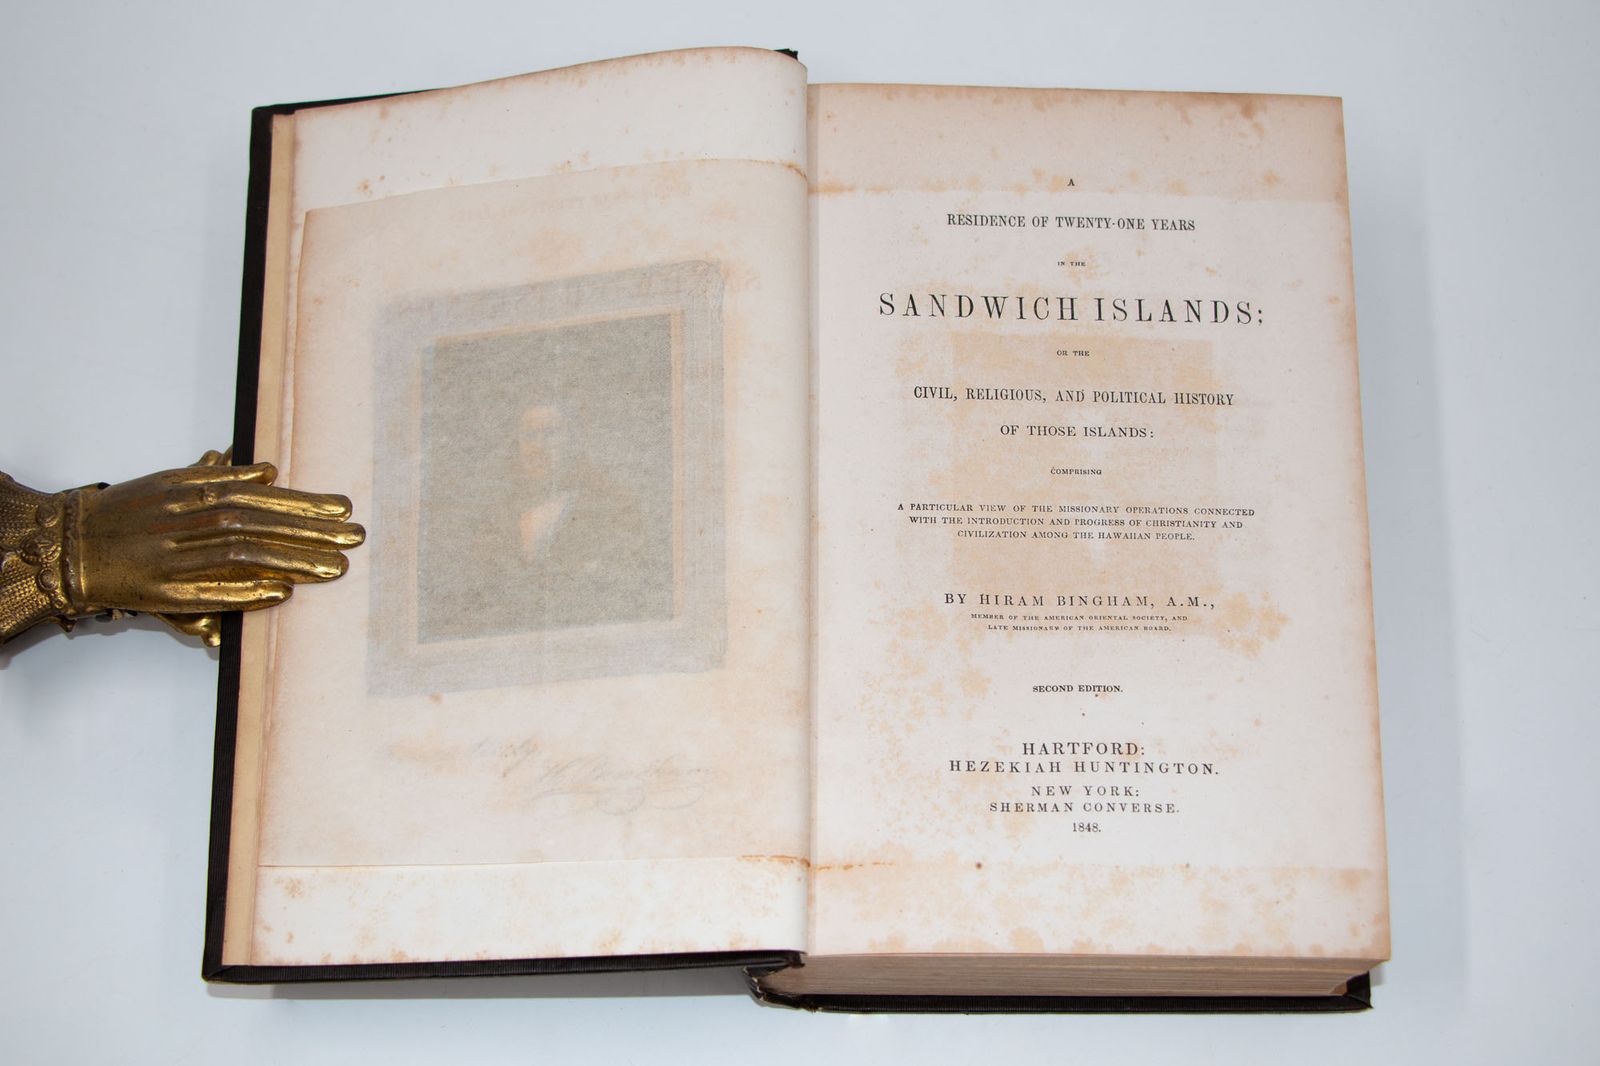 A
RESIDENCE OF TWENTY-ONE YEARS
IN THE
SANDWICH ISLANDS;
OR THE
CIVIL, RELIGIOUS, AND POLITICAL HISTORY
OF THOSE ISLANDS:
COMPRISING
A PARTICULAR VIEW OF THE MISSIONARY OPERATIONS CONNECTED
WITH THE INTRODUCTION AND PROGRESS OF CHRISTIANITY AND
CIVILIZATION AMONG THE HAWAIIAN PEOPLE.
BY HIRAM BINGHAM, A.M.,
MEMBER OF THE AMERICAN ORIENTAL SOCIETY, AND
LATE MISSIONARY OF THE AMERICAN BOARD.
SECOND EDITION.
HARTFORD:
HEZEKIAH HUNTINGTON.
NEW YORK:
SHERMAN CONVERSE.
1848.